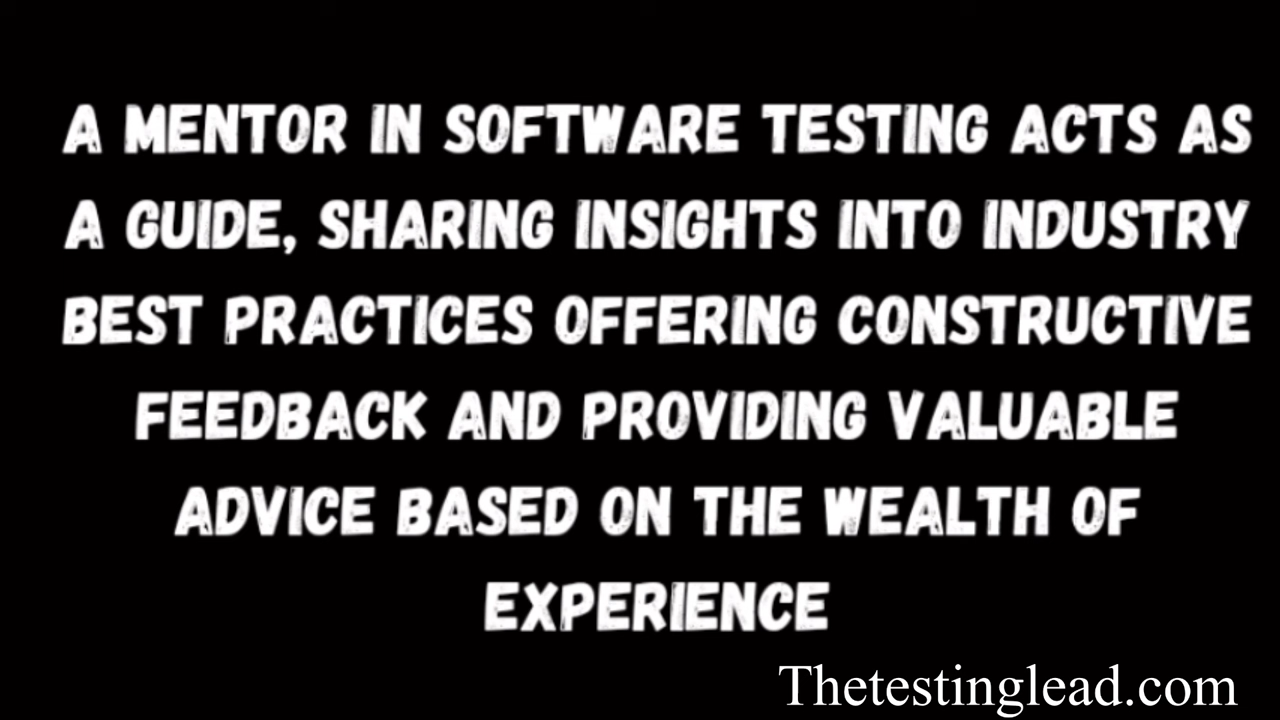 A MENTOR IN SOFTWARE TESTING ACTS AS
A GUIDE, SHARING INSIGHTS INTO INDUSTRY
BEST PRACTICES OFFERING CONSTRUCTIVE
FEEDBACK AND PROVIDING VALUABLE
ADVICE BASED ON THE WEALTH OF
EXPERIENCE
Thetestinglead.com